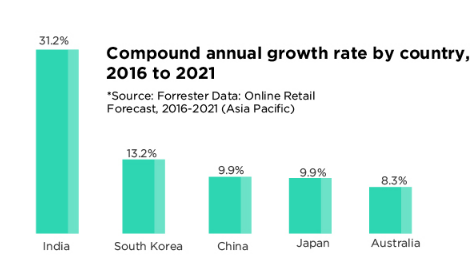 31.2%
Compound annual growth rate by country,
2016 to 2021
*Source: Forrester Data: Online Retail
Forecast, 2016-2021 (Asia Pacific)
13.2%
9.9%
9.9%
8.3%
India
South Korea
China
Japan
Australia